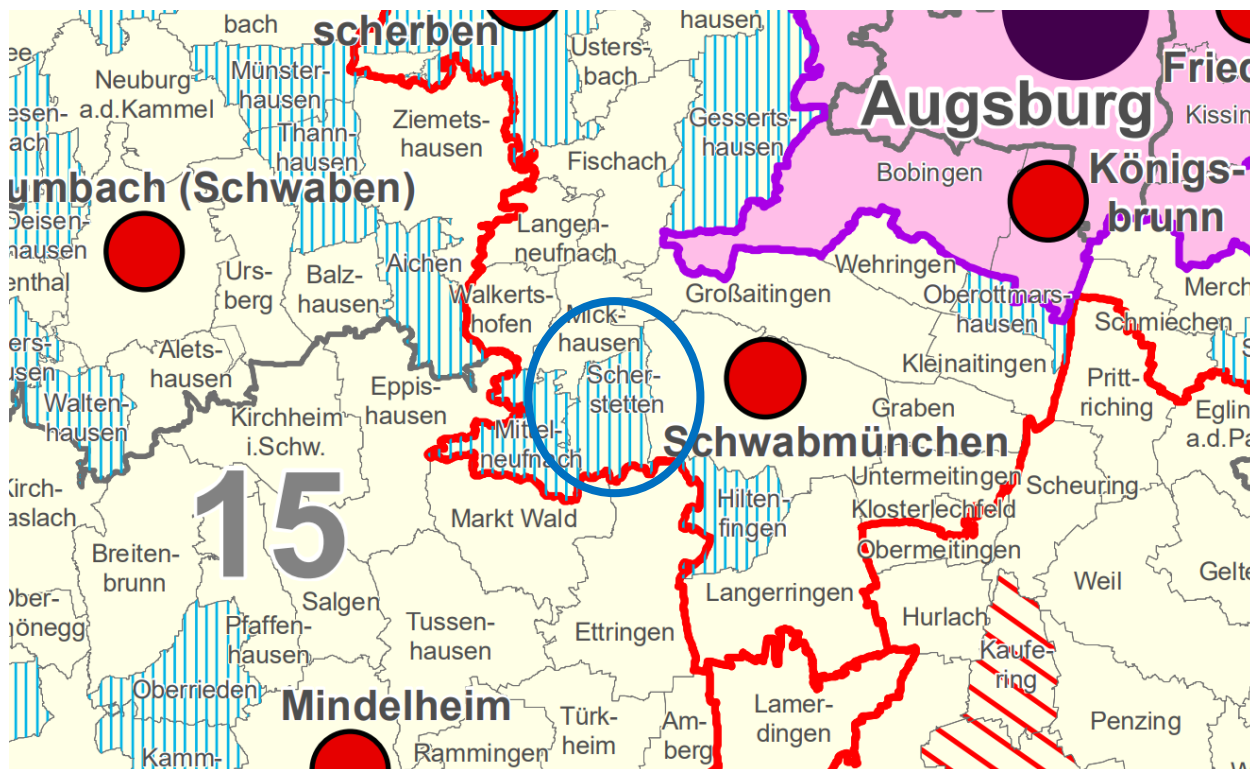 bach
scherben
Usters-
bach
hausen
Neuburg
a.d.Kammel
Münster-
hausen
Thann-
hausen
Ziemets-
hausen
Fischach
Gesserts-
hausen
Augsburg
Bobingen
Königs-
brunn
umbach (Schwaben)
Deisen-
hausen
enthal
Urs-
berg
Balz-
hausen
Aichen
Langen-
neufnach
Walkerts-
hofen
Mick-
hausen
Großaitingen
Wehringen
Oberottmars-
hausen
Kleinaitingen
Schmiechen
Merch
Alets-
hausen
Walten-
hausen
Kirchheim
i.Schw.
Eppis-
hausen
Mittel-
neufnach
Scher-
stetten
Schwabmünchen
Graben
Pritt-
riching
Eglin
a.d.Pa
Untermeitingen
Klosterlechfeld
Obermeitingen
Scheuring
15
Markt Wald
Hilten-
fingen
Breiten-
brunn
Salgen
Langerringen
Hurlach
Weil
Gelte
Pfaffen-
hausen
Tussen-
hausen
Ettringen
Kaufe-
ring
Oberrieden
Mindelheim
Türk-
heim
Am-
berg
Lamer-
dingen
Penzing
Kamm-
Rammingen
Fried
Kissin